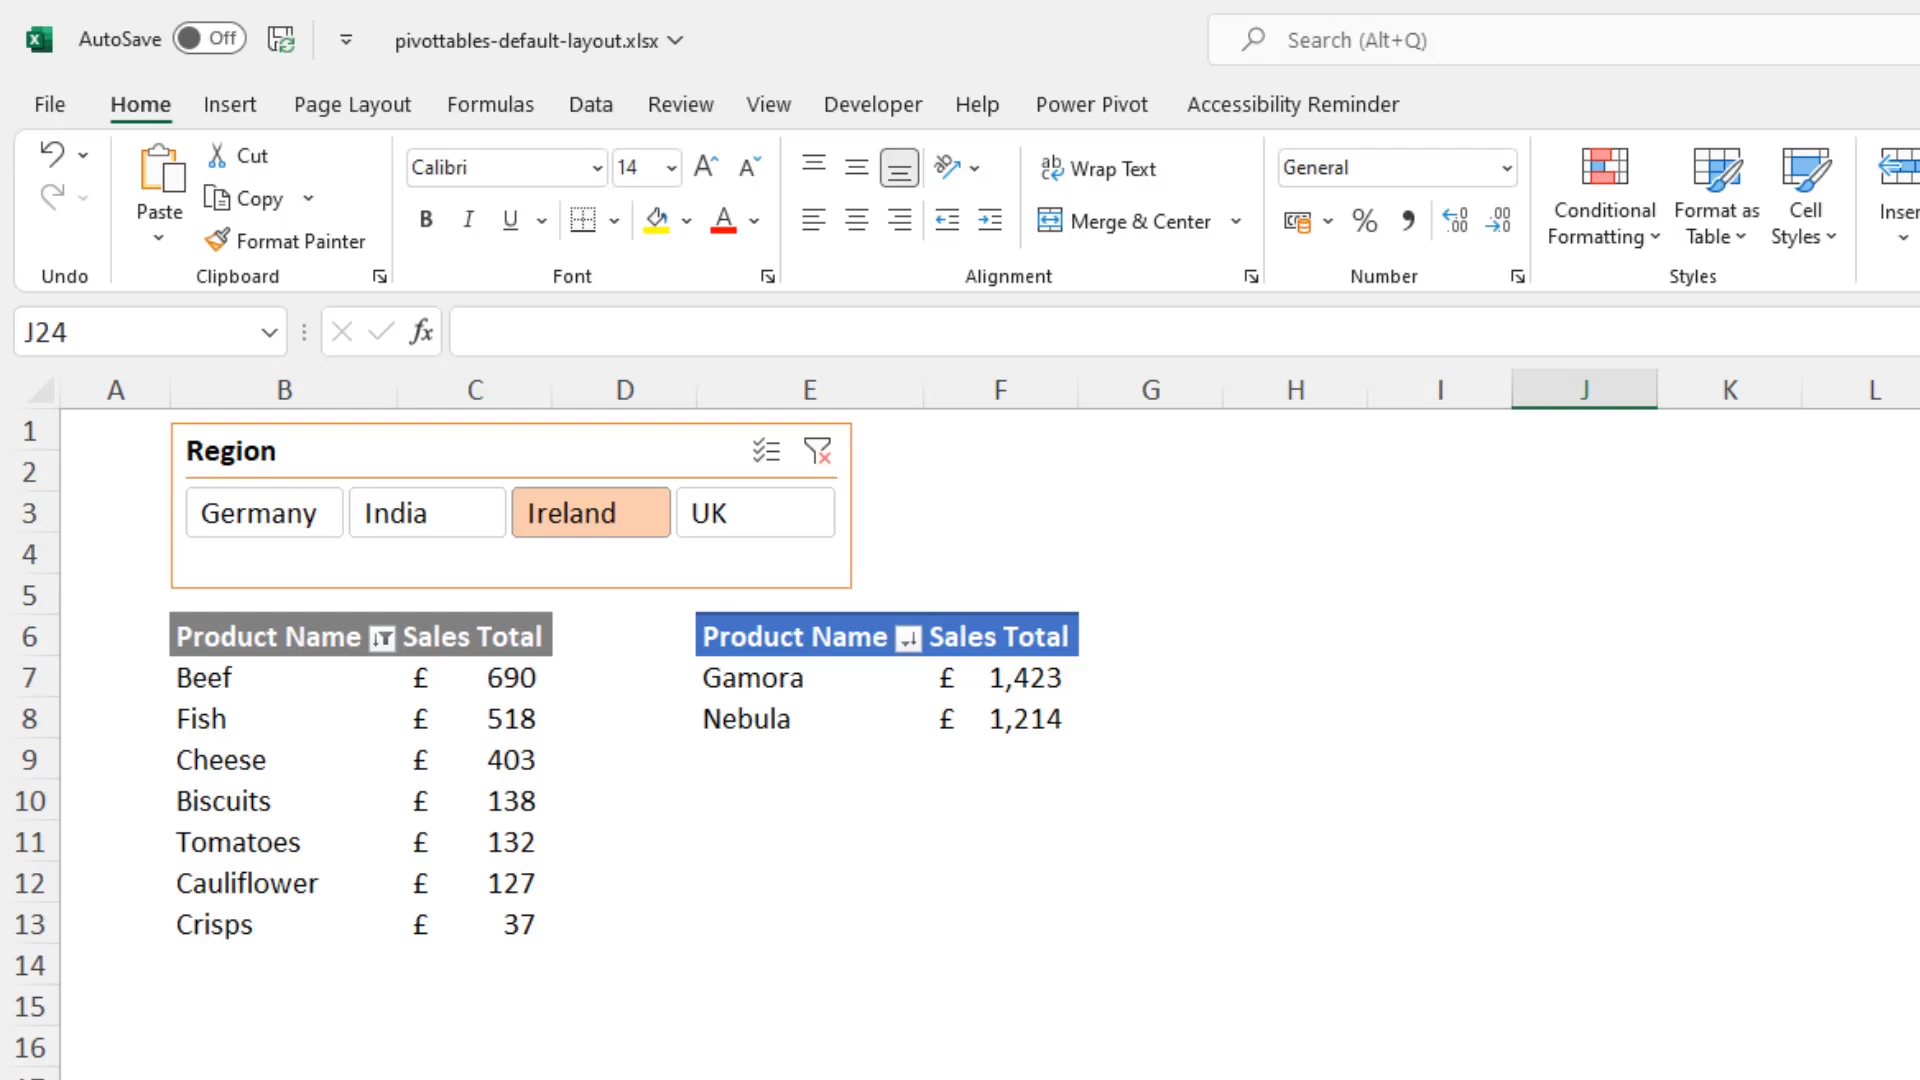 AutoSave Off pivottables-default-layout.xlsx Search (Alt+Q)
File Home Insert Page Layout Formulas Data Review View Developer Help Power Pivot Accessibility Reminder
Cut
Copy
Format Painter
Paste
Undo
Clipboard
Calibri 14
B I U A
Font
Wrap Text
Merge & Center
Alignment
General
% 9
Number
Conditional Formatting
Format as Table
Cell Styles
Styles
Inser
J24 fx
A B C D E F G H I J K L
1
2
3
4
5
6
7
8
9
10
11
12
13
14
15
16
Region
Germany India Ireland UK
Product Name Sales Total
Beef £ 690
Fish £ 518
Cheese £ 403
Biscuits £ 138
Tomatoes £ 132
Cauliflower £ 127
Crisps £ 37
Product Name Sales Total
Gamora £ 1,423
Nebula £ 1,214